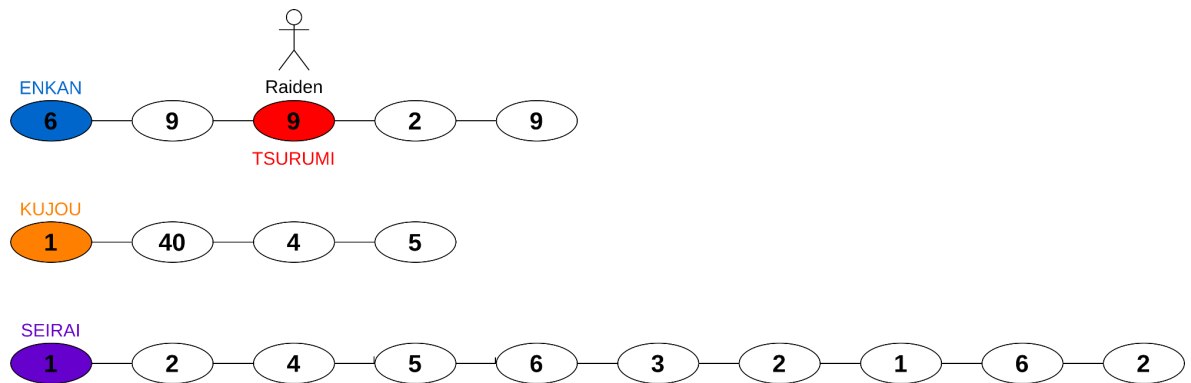 Raiden
ENKAN
6 9 9 2 9
TSURUMI
KUJOU
1 40 4 5
SEIRAI
1 2 4 5 6 3 2 1 6 2